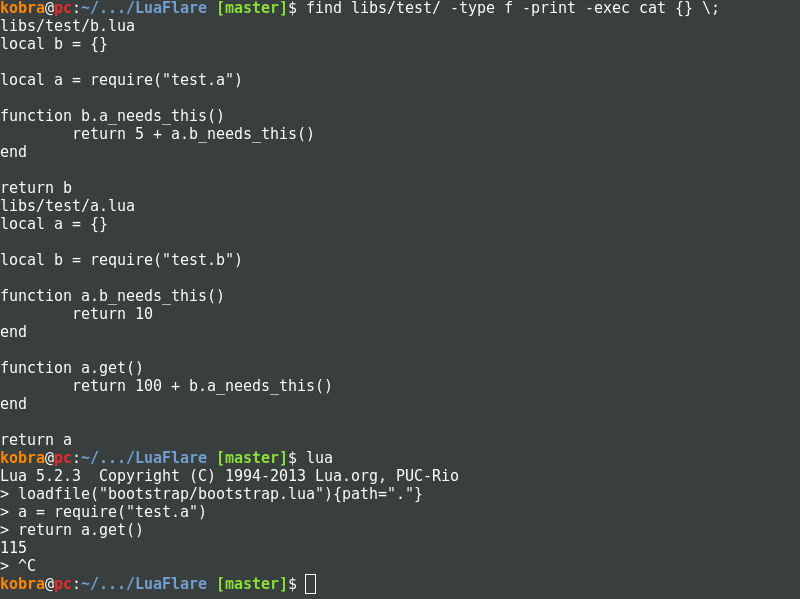 kobra@pc:~/.../LuaFlare [master]$ find libs/test/ -type f -print -exec cat {} \;
libs/test/b.lua
local b = {}

local a = require("test.a")

function b.a_needs_this()
        return 5 + a.b_needs_this()
end

return b
libs/test/a.lua
local a = {}

local b = require("test.b")

function a.b_needs_this()
        return 10
end

function a.get()
        return 100 + b.a_needs_this()
end

return a
kobra@pc:~/.../LuaFlare [master]$ lua
Lua 5.2.3  Copyright (C) 1994-2013 Lua.org, PUC-Rio
> loadfile("bootstrap/bootstrap.lua"){path="."}
> a = require("test.a")
> return a.get()
115
> ^C
kobra@pc:~/.../LuaFlare [master]$